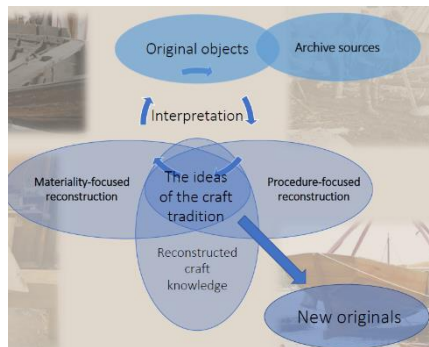 Original objects
Archive sources
Interpretation
Materiality-focused
reconstruction
The ideas
of the craft
tradition
Procedure-focused
reconstruction
Reconstructed
craft
knowledge
New originals